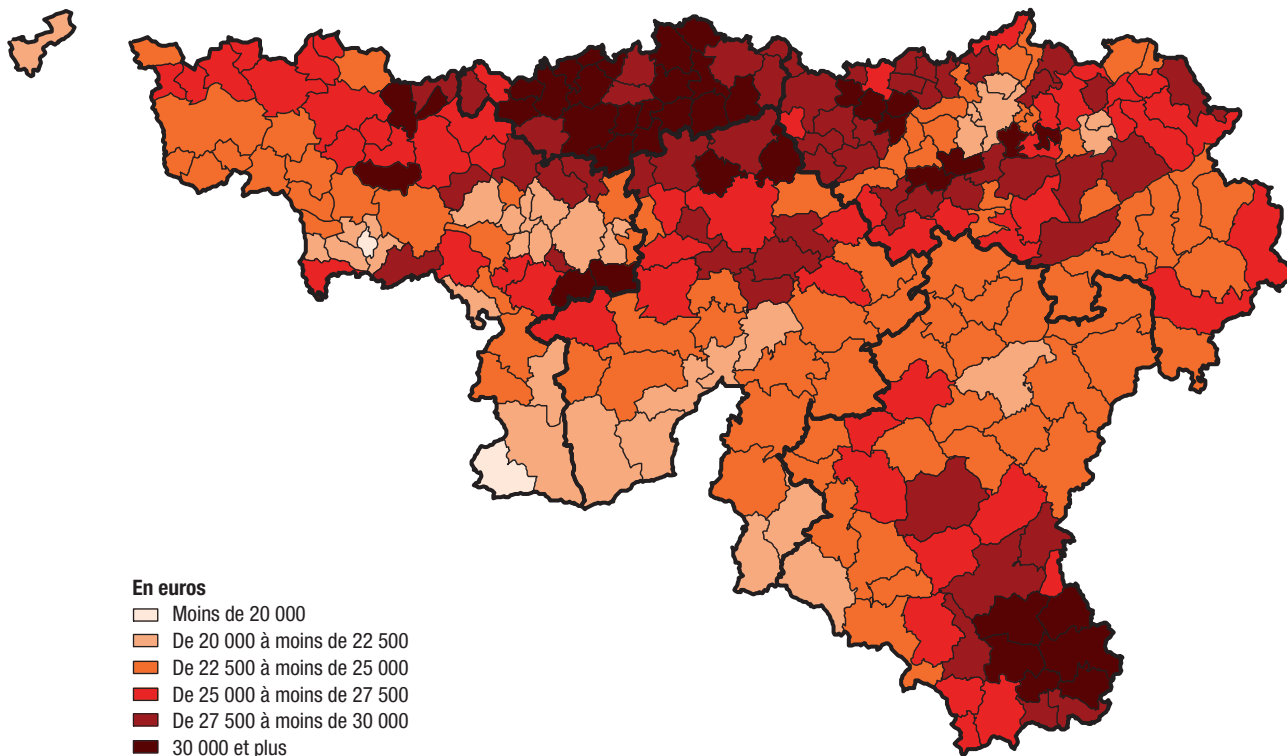 En euros
Moins de 20 000
De 20 000 à moins de 22 500
De 22 500 à moins de 25 000
De 25 000 à moins de 27 500
De 27 500 à moins de 30 000
30 000 et plus